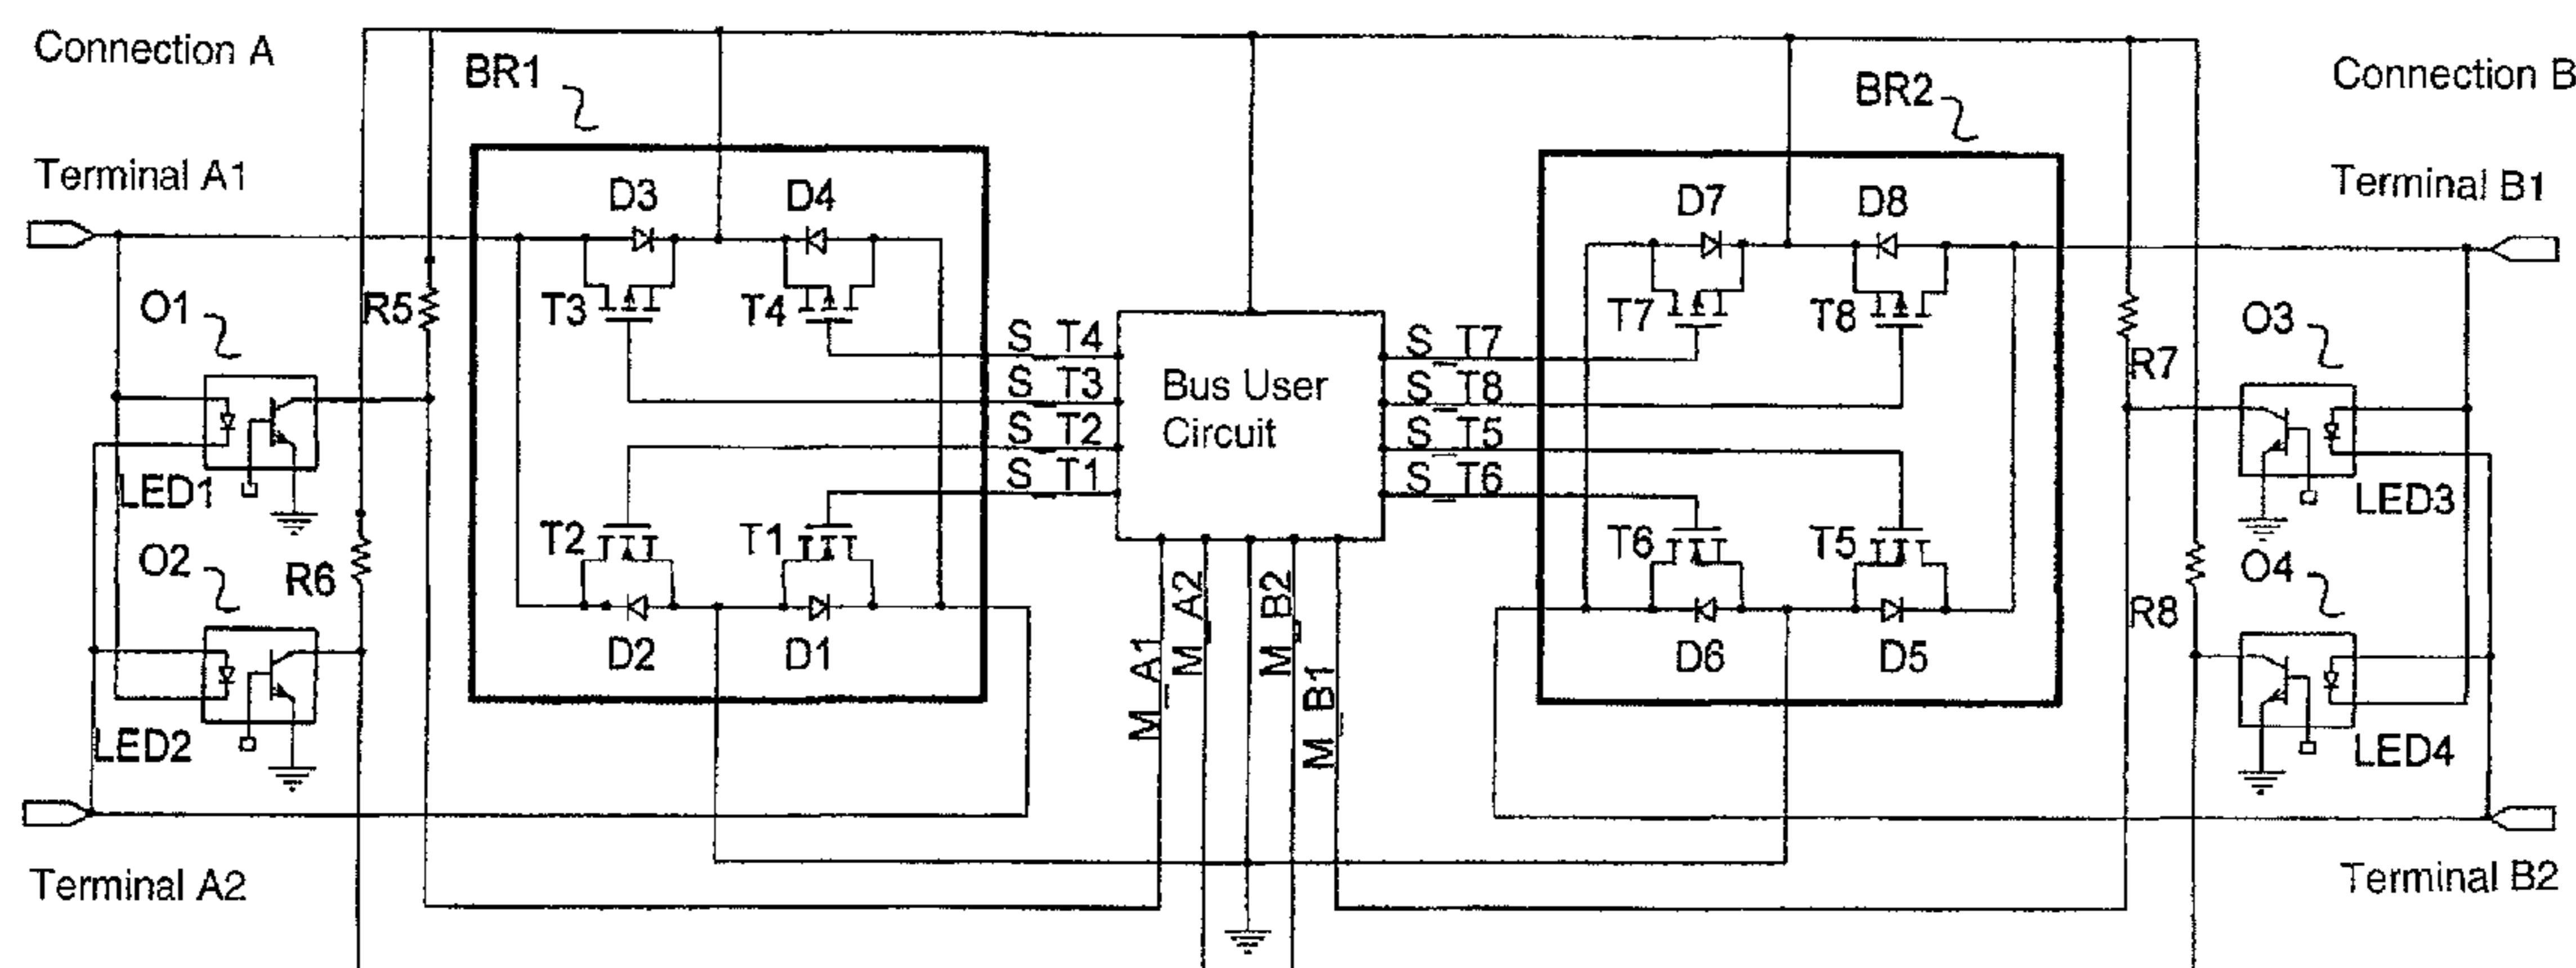 Connection A
BR1
BR2
Connection B
Terminal A1
D3
D4
D7
D8
Terminal B1
O1
R5
T3
T4
T7
T8
O3
S_T4
S_T7
R7
S_T3
Bus User
Circuit
S_T8
S_T2
S_T5
LED1
S_T1
S_T6
LED3
O2
R6
T2
T1
T6
T5
O4
D2
D1
D6
D5
R8
LED2
M_A1
M_A2
M_B2
M_B1
LED4
Terminal A2
Terminal B2